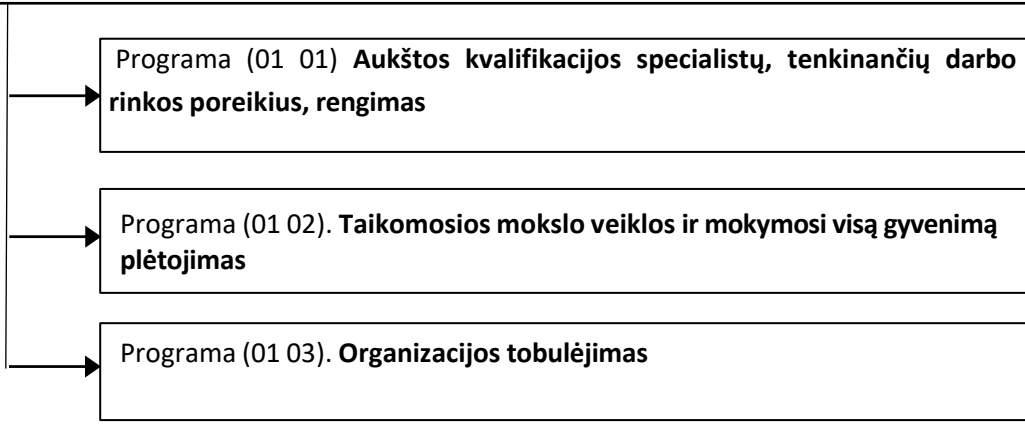 Programa (01 01) Aukštos kvalifikacijos specialistų, tenkinančių darbo
rinkos poreikius, rengimas
Programa (01 02). Taikomosios mokslo veiklos ir mokymosi visą gyvenimą
plėtojimas
Programa (01 03). Organizacijos tobulėjimas